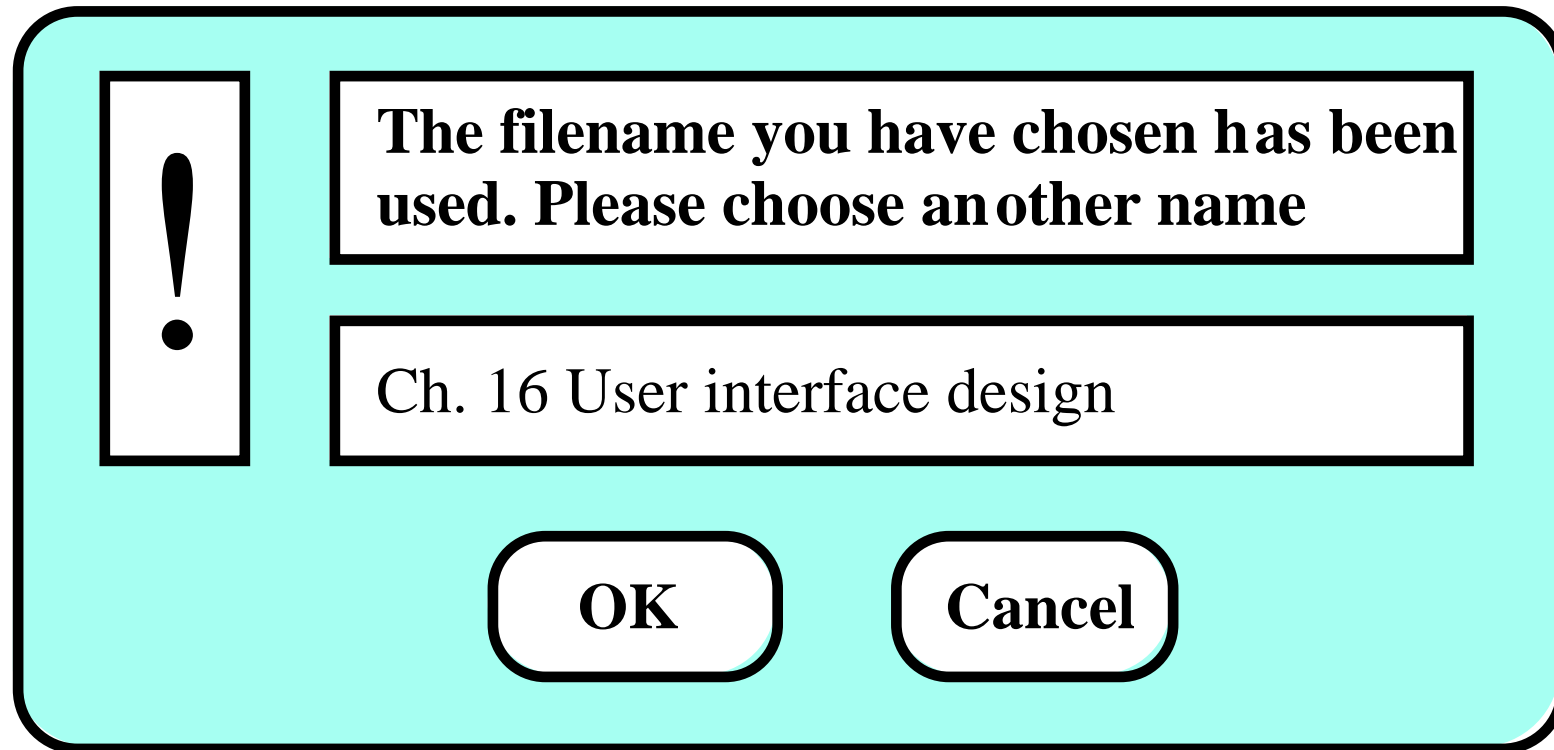 !
The filename you have chosen has been
used. Please choose another name
Ch. 16 User interface design
OK
Cancel